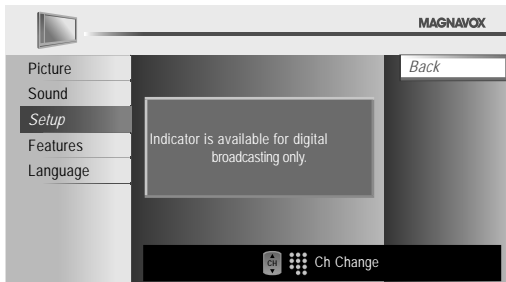 MAGNAVOX
Picture
Sound
Setup
Features
Language
Indicator is available for digital
broadcasting only.
Back
CH
Ch Change